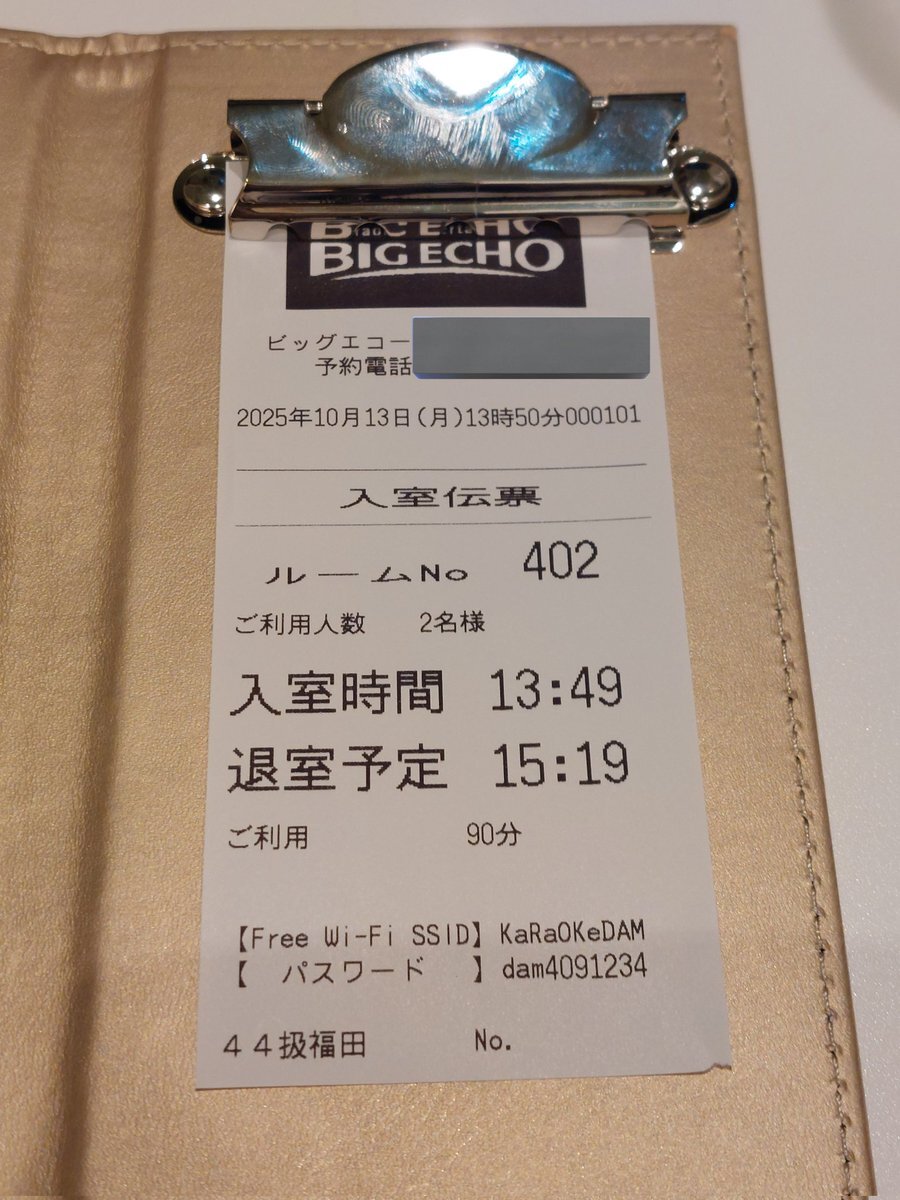 BIG ECHO
BIG ECHO
ビッグエコー
予約電話
2025年10月13日(月)13時50分000101
入室伝票
ルームNo 402
ご利用人数 2名様
入室時間 13:49
退室予定 15:19
ご利用 90分
【Free Wi-Fi SSID】KaRaOKeDAM
【 パスワード 】dam4091234
44扱福田 No.